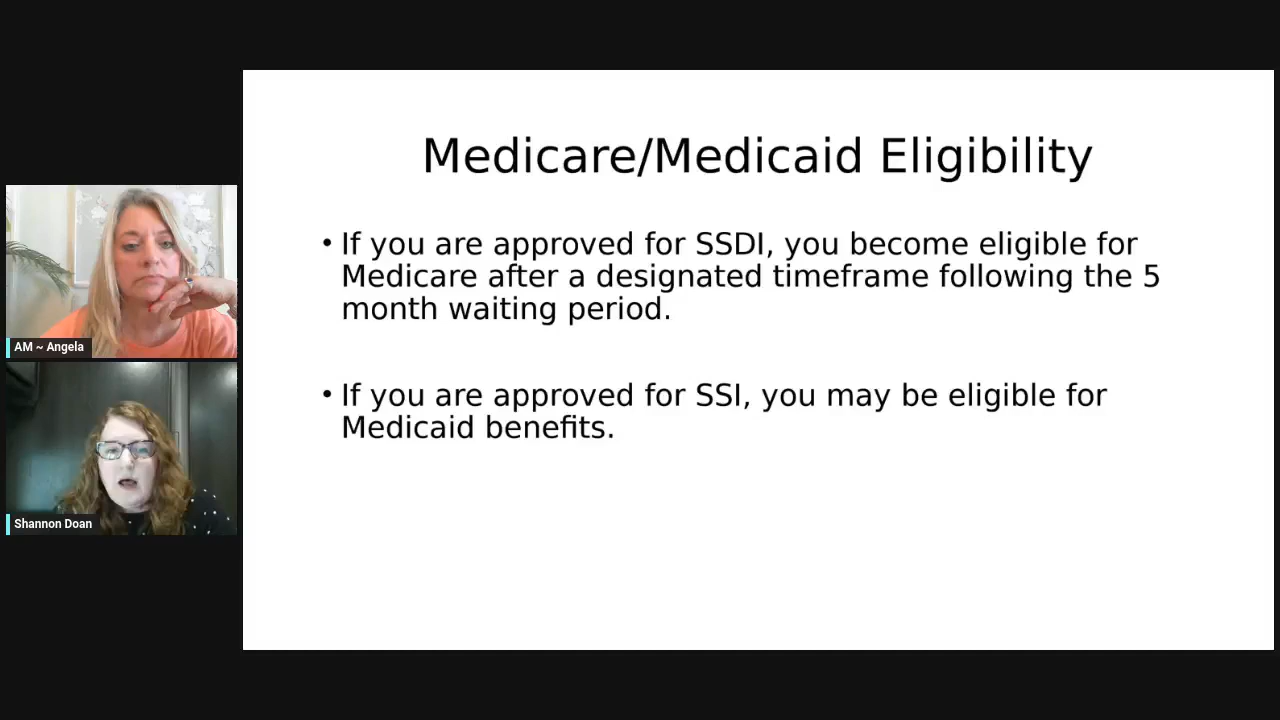 Medicare/Medicaid Eligibility
• If you are approved for SSDI, you become eligible for
Medicare after a designated timeframe following the 5
month waiting period.
• If you are approved for SSI, you may be eligible for
Medicaid benefits.
AM ~ Angela
Shannon Doan